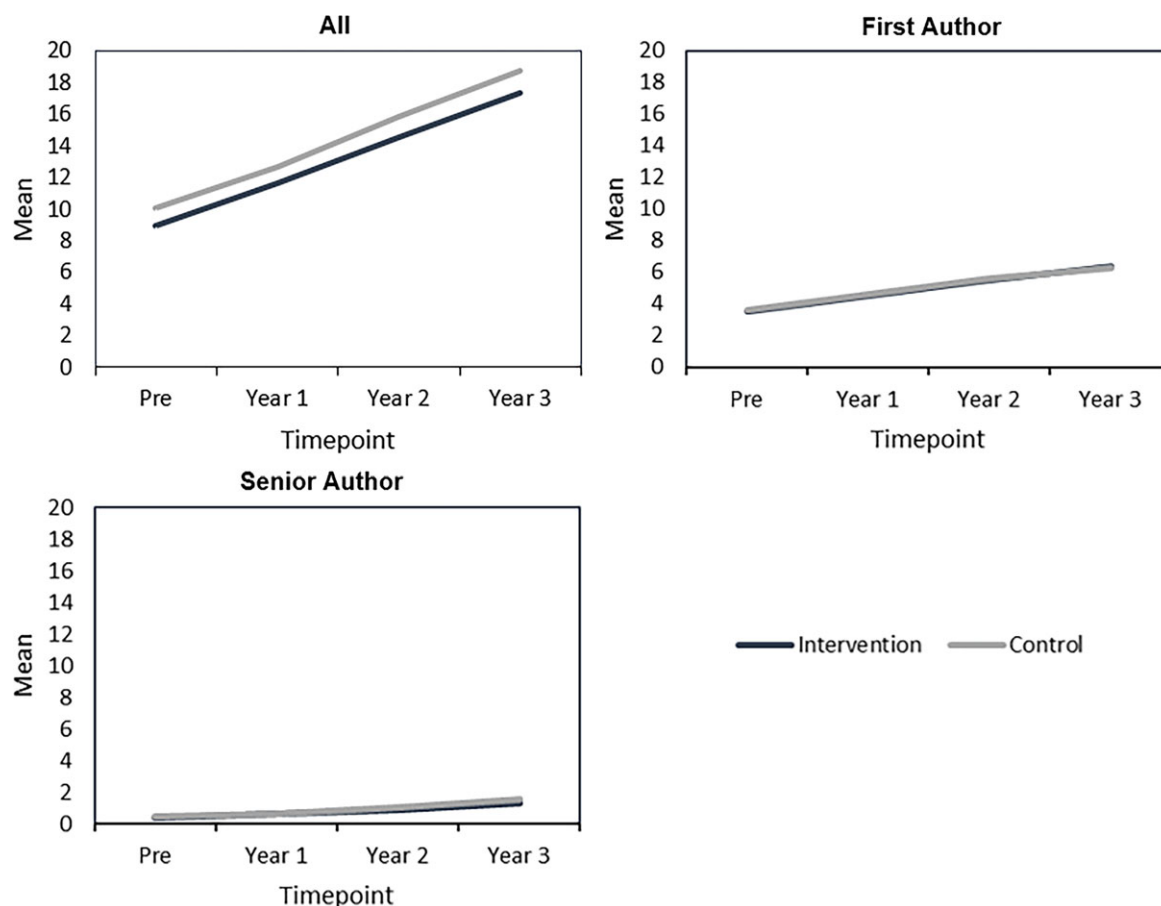 All
20
18
16
14
12
10
8
6
4
2
0
Mean
Pre Year 1 Year 2 Year 3
Timepoint
First Author
20
18
16
14
12
10
8
6
4
2
0
Mean
Pre Year 1 Year 2 Year 3
Timepoint
Senior Author
20
18
16
14
12
10
8
6
4
2
0
Mean
Pre Year 1 Year 2 Year 3
Timepoint
Intervention Control